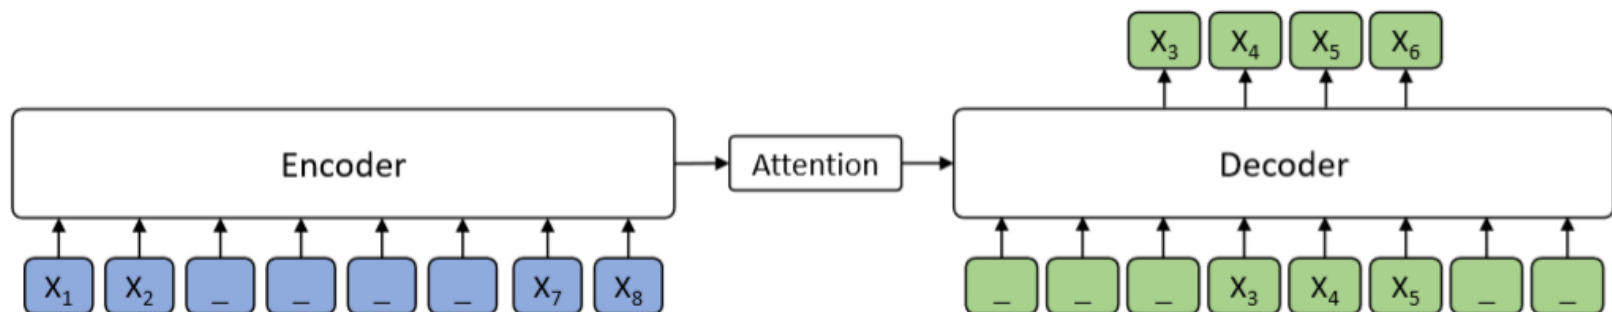 X₃ X₄ X₅ X₆
Encoder Attention Decoder
X₁ X₂ _ _ _ _ X₇ X₈ _ _ _ X₃ X₄ X₅ _ _